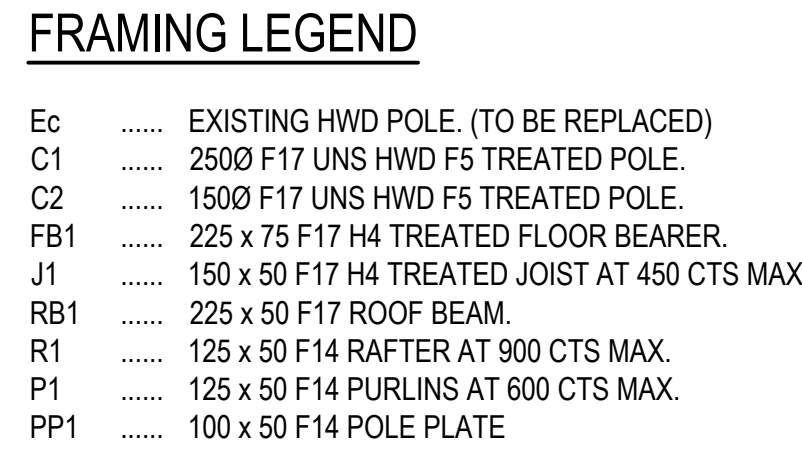 FRAMING LEGEND
Ec ...... EXISTING HWD POLE. (TO BE REPLACED)
C1 ...... 250Ø F17 UNS HWD F5 TREATED POLE.
C2 ...... 150Ø F17 UNS HWD F5 TREATED POLE.
FB1 ...... 225 x 75 F17 H4 TREATED FLOOR BEARER.
J1 ...... 150 x 50 F17 H4 TREATED JOIST AT 450 CTS MAX
RB1 ...... 225 x 50 F17 ROOF BEAM.
R1 ...... 125 x 50 F14 RAFTER AT 900 CTS MAX.
P1 ...... 125 x 50 F14 PURLINS AT 600 CTS MAX.
PP1 ...... 100 x 50 F14 POLE PLATE